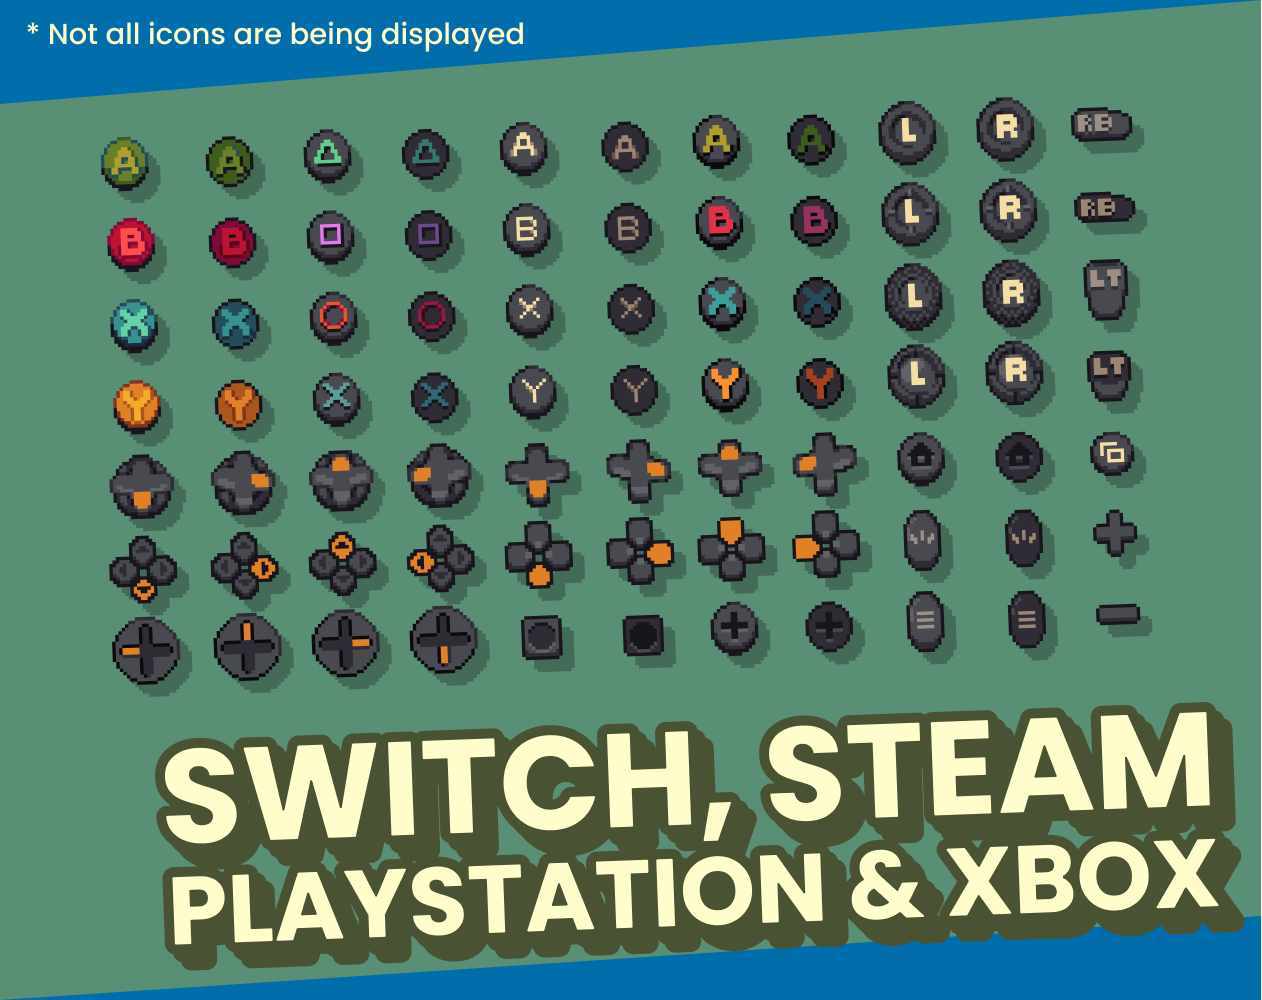 * Not all icons are being displayed
A A A A A A L R RB
B B B B B B L R RB
X X X X X X L R LT
Y Y Y Y Y Y L R LT
SWITCH, STEAM
PLAYSTATION & XBOX